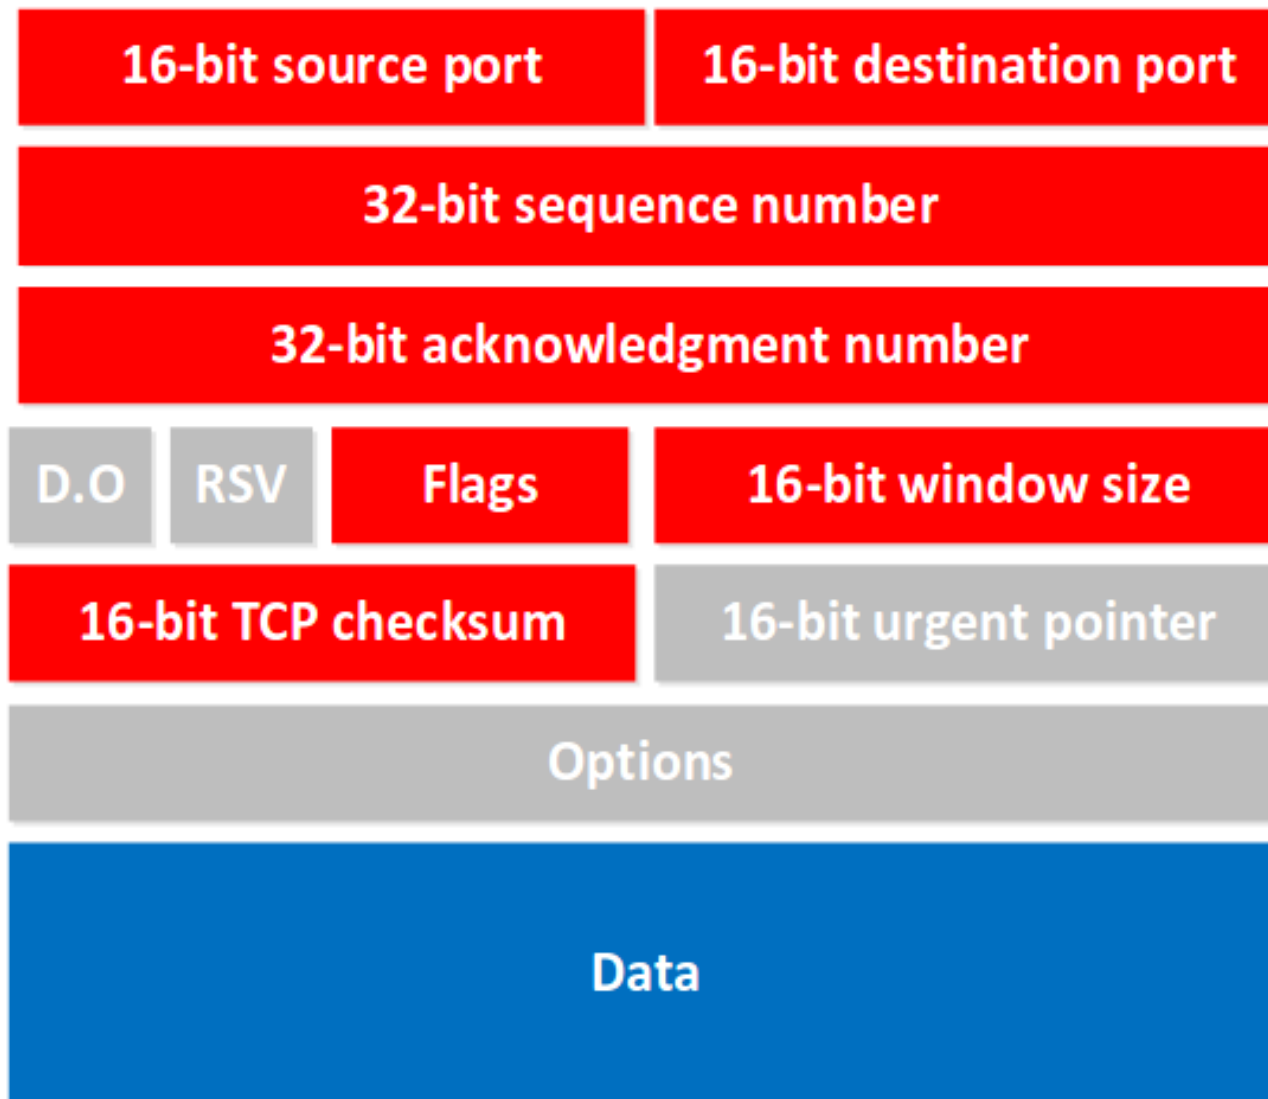 16-bit source port
16-bit destination port
32-bit sequence number
32-bit acknowledgment number
D.O
RSV
Flags
16-bit window size
16-bit TCP checksum
16-bit urgent pointer
Options
Data